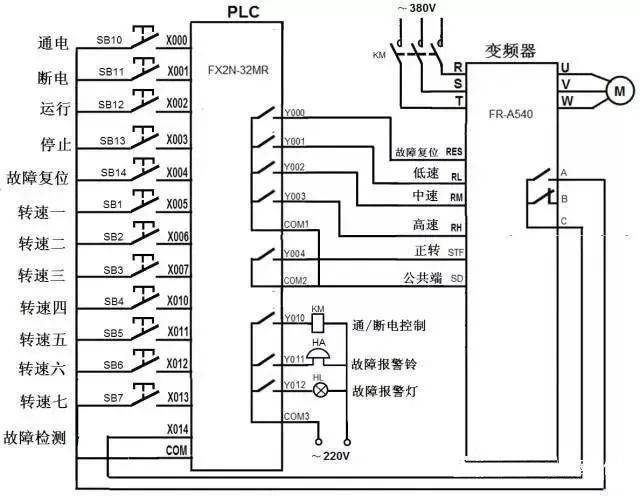 PLC
FX2N-32MR
~380V
KM
变频器
FR-A540
R
S
T
U
V
W
M
通电 SB10 X000
断电 SB11 X001
运行 SB12 X002
停止 SB13 X003
故障复位 SB14 X004
转速一 SB1 X005
转速二 SB2 X006
转速三 SB3 X007
转速四 SB4 X010
转速五 SB5 X011
转速六 SB6 X012
转速七 SB7 X013
故障检测 X014
COM
Y000 故障复位 RES
Y001 低速 RL
Y002 中速 RM
Y003 高速 RH
COM1
Y004 正转 STF
COM2 公共端 SD
A
B
C
Y010 KM 通/断电控制
Y011 HA 故障报警铃
Y012 HL 故障报警灯
COM3
~220V